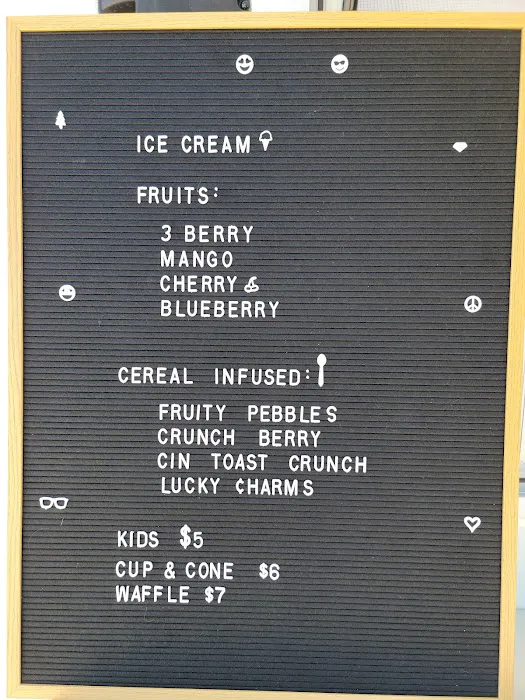 ICE CREAM
FRUITS:
3 BERRY
MANGO
CHERRY
BLUEBERRY
CEREAL INFUSED:
FRUITY PEBBLES
CRUNCH BERRY
CIN TOAST CRUNCH
LUCKY CHARMS
KIDS $5
CUP & CONE $6
WAFFLE $7